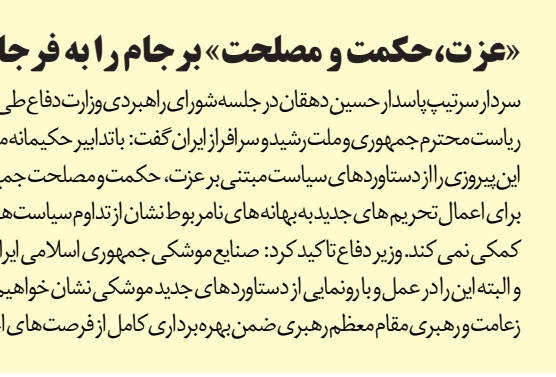 «عزت، حکمت و مصلحت» برجام را به فرجا
سردار سرتیپ پاسدار حسین دهقان در جلسه شورای راهبردی وزارت دفاع طی
ریاست محترم جمهوری و ملت رشید و سرافراز ایران گفت: باتدابیر حکیمانه م
این پیروزی را از دستاوردهای سیاست مبتنی بر عزت، حکمت و مصلحت جمه
برای اعمال تحریم های جدید به بهانه های نامربوط نشان از تداوم سیاست ه
کمکی نمی کند. وزیر دفاع تاکید کرد: صنایع موشکی جمهوری اسلامی ایرا
و البته این را در عمل و با رونمایی از دستاوردهای جدید موشکی نشان خواهیم
زعامت و رهبری مقام معظم رهبری ضمن بهره برداری کامل از فرصت های ا